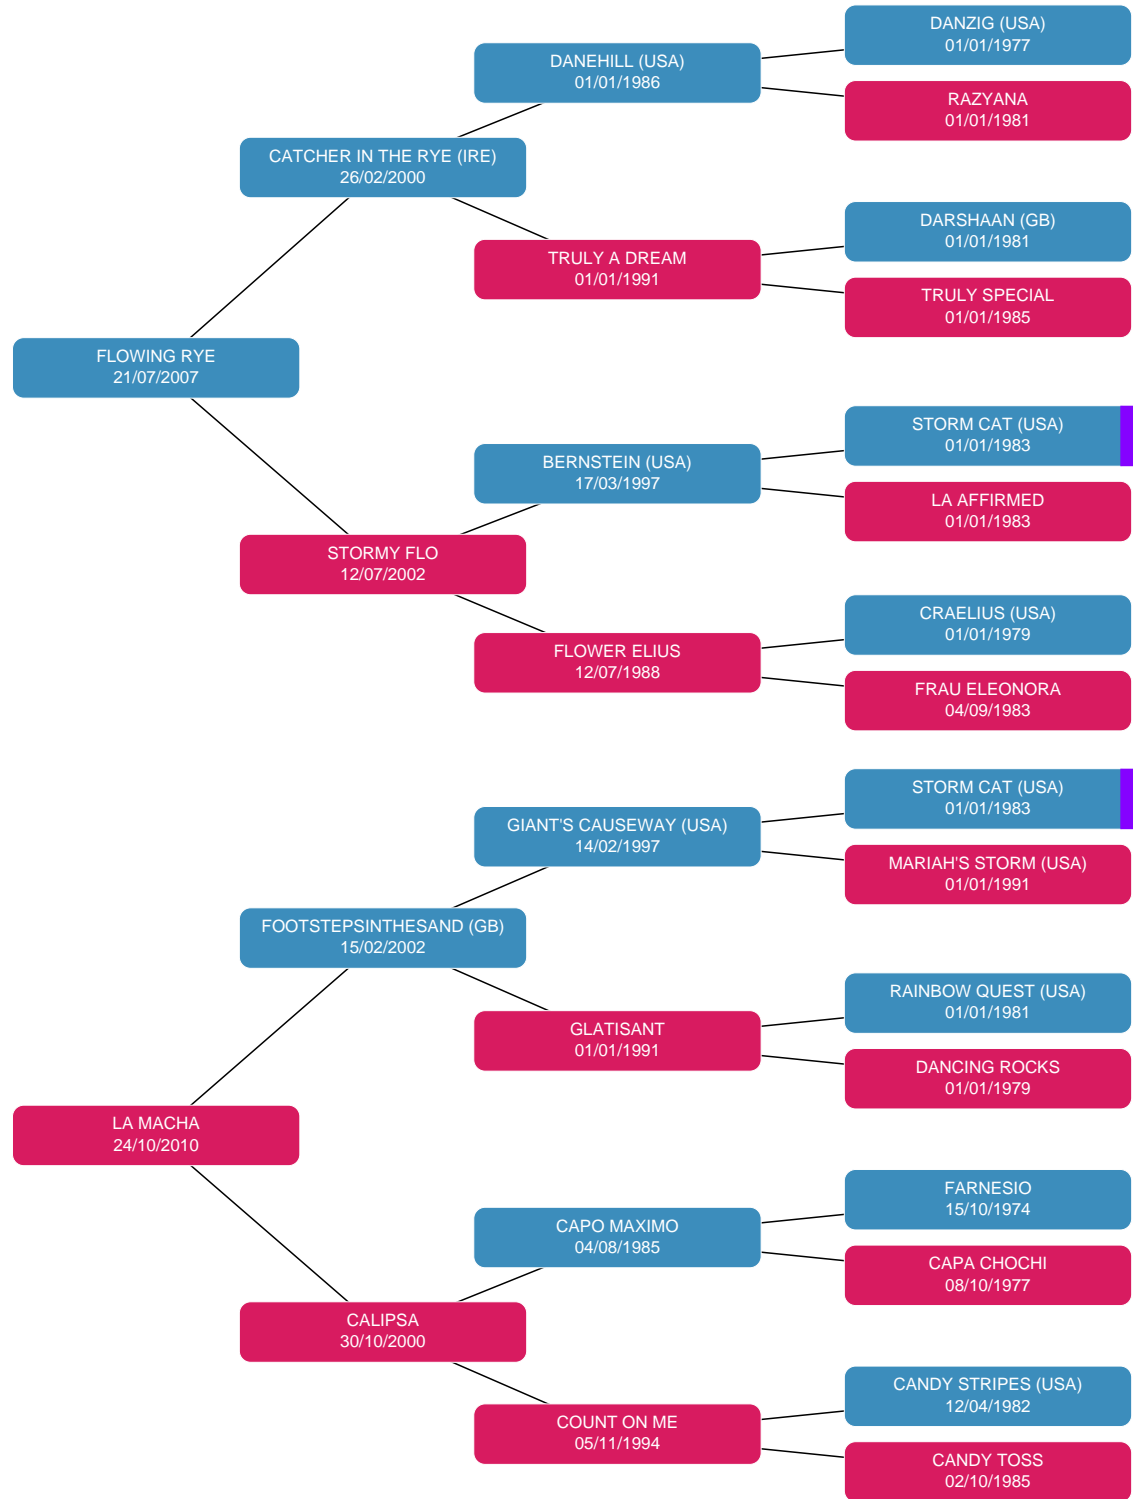 DANZIG (USA)
01/01/1977
DANEHILL (USA)
01/01/1986
RAZYANA
01/01/1981
CATCHER IN THE RYE (IRE)
26/02/2000
DARSHAAN (GB)
01/01/1981
TRULY A DREAM
01/01/1991
TRULY SPECIAL
01/01/1985
FLOWING RYE
21/07/2007
STORM CAT (USA)
01/01/1983
BERNSTEIN (USA)
17/03/1997
LA AFFIRMED
01/01/1983
STORMY FLO
12/07/2002
CRAELIUS (USA)
01/01/1979
FLOWER ELIUS
12/07/1988
FRAU ELEONORA
04/09/1983
STORM CAT (USA)
01/01/1983
GIANT'S CAUSEWAY (USA)
14/02/1997
MARIAH'S STORM (USA)
01/01/1991
FOOTSTEPSINTHESAND (GB)
15/02/2002
RAINBOW QUEST (USA)
01/01/1981
GLATISANT
01/01/1991
DANCING ROCKS
01/01/1979
LA MACHA
24/10/2010
FARNESIO
15/10/1974
CAPO MAXIMO
04/08/1985
CAPA CHOCHI
08/10/1977
CALIPSA
30/10/2000
CANDY STRIPES (USA)
12/04/1982
COUNT ON ME
05/11/1994
CANDY TOSS
02/10/1985